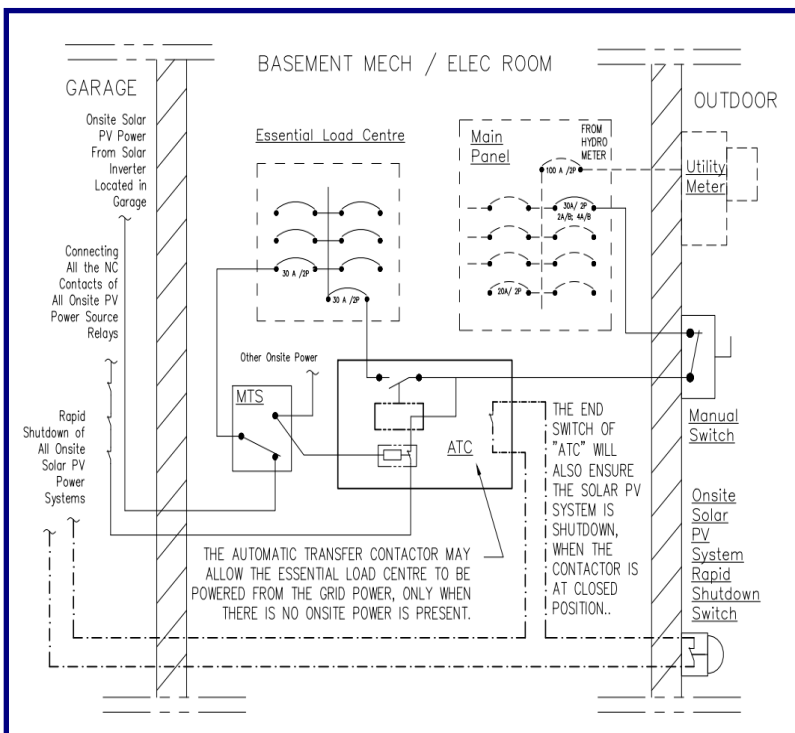 BASEMENT MECH / ELEC ROOM
GARAGE
OUTDOOR
Onsite Solar
PV Power
From Solar
Inverter
Located in
Garage
Connecting
All the NC
Contacts of
All Onsite PV
Power Source
Relays
Rapid
Shutdown of
All Onsite
Solar PV
Power
Systems
Essential Load Centre
30 A /2P
30 A /2P
Main
Panel
FROM
HYDRO
METER
100 A /2P
30A/ 2P
2A/B; 4A/B
20A/ 2P
Utility
Meter
Other Onsite Power
MTS
ATC
Manual
Switch
THE END
SWITCH OF
"ATC" WILL
ALSO ENSURE
THE SOLAR PV
SYSTEM IS
SHUTDOWN,
WHEN THE
CONTACTOR IS
AT CLOSED
POSITION..
Onsite
Solar
PV
System
Rapid
Shutdown
Switch
THE AUTOMATIC TRANSFER CONTACTOR MAY
ALLOW THE ESSENTIAL LOAD CENTRE TO BE
POWERED FROM THE GRID POWER, ONLY WHEN
THERE IS NO ONSITE POWER IS PRESENT.